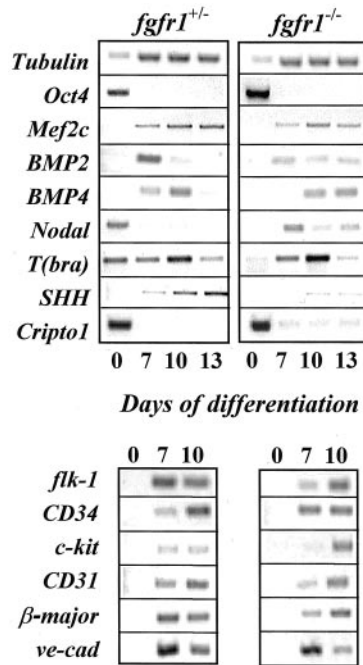 fgfr1+/- fgfr1-/-
Tubulin
Oct4
Mef2c
BMP2
BMP4
Nodal
T(bra)
SHH
Cripto1
0 7 10 13 0 7 10 13
Days of differentiation
0 7 10 0 7 10
flk-1
CD34
c-kit
CD31
β-major
ve-cad